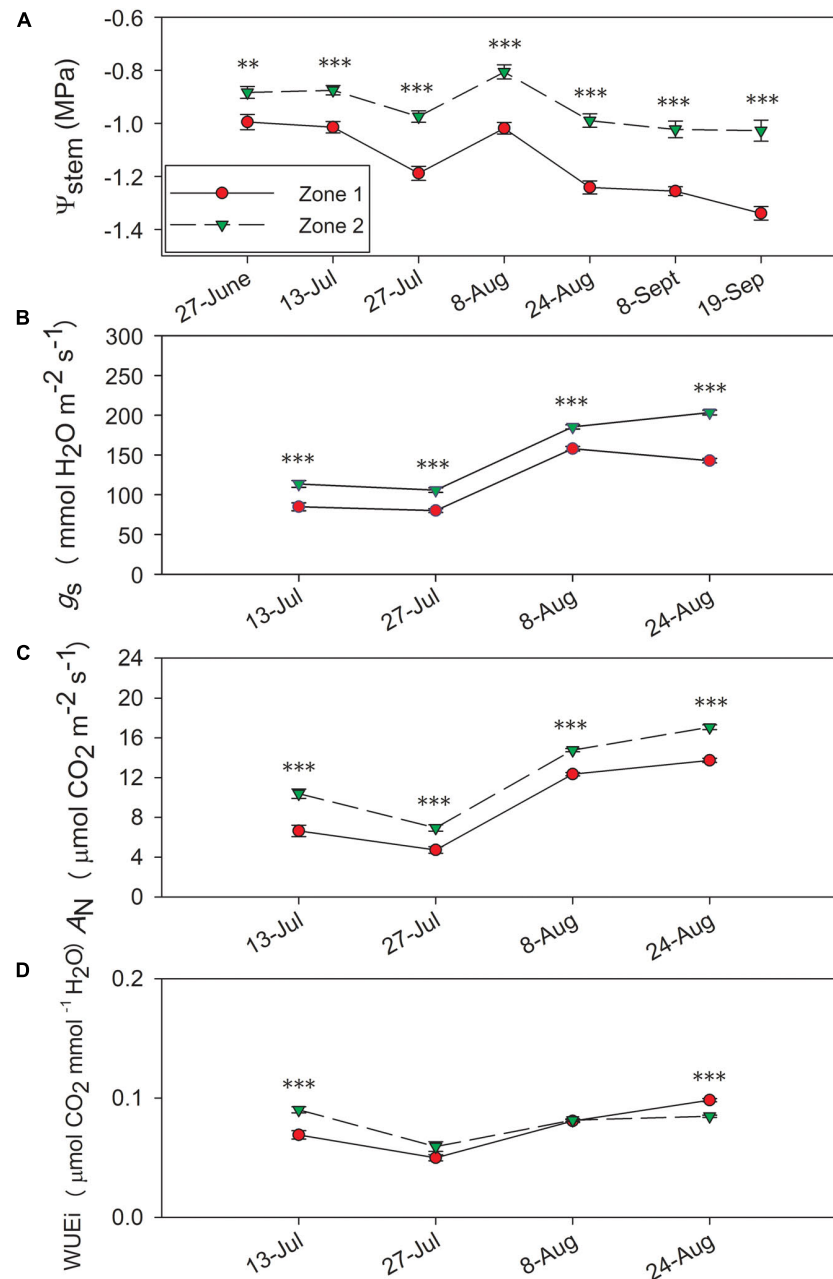 A
Ψstem (MPa)
-0.6
-0.8
-1.0
-1.2
-1.4
** *** *** *** *** *** ***
Zone 1
Zone 2
27-June 13-Jul 27-Jul 8-Aug 24-Aug 8-Sept 19-Sep
B
gs ( mmol H2O m-2 s-1)
300
250
200
150
100
50
0
*** *** *** ***
13-Jul 27-Jul 8-Aug 24-Aug
C
AN ( μmol CO2 m-2 s-1)
24
20
16
12
8
4
0
*** *** *** ***
13-Jul 27-Jul 8-Aug 24-Aug
D
WUEi ( μmol CO2 mmol -1 H2O)
0.2
0.1
0.0
*** ***
13-Jul 27-Jul 8-Aug 24-Aug